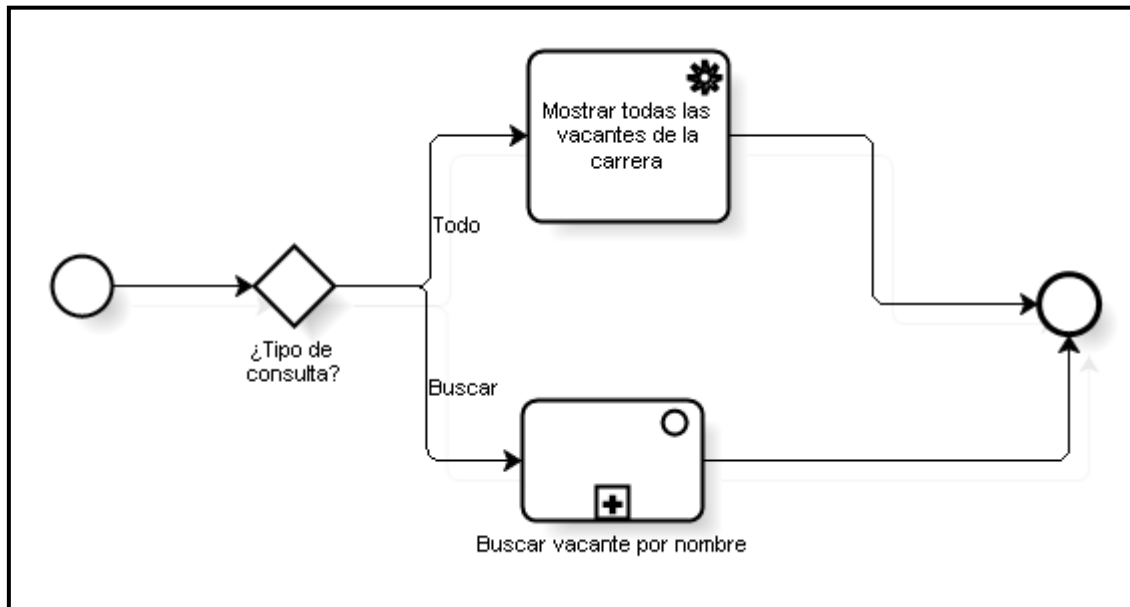 Mostrar todas las
vacantes de la
carrera
Todo
¿Tipo de
consulta?
Buscar
Buscar vacante por nombre